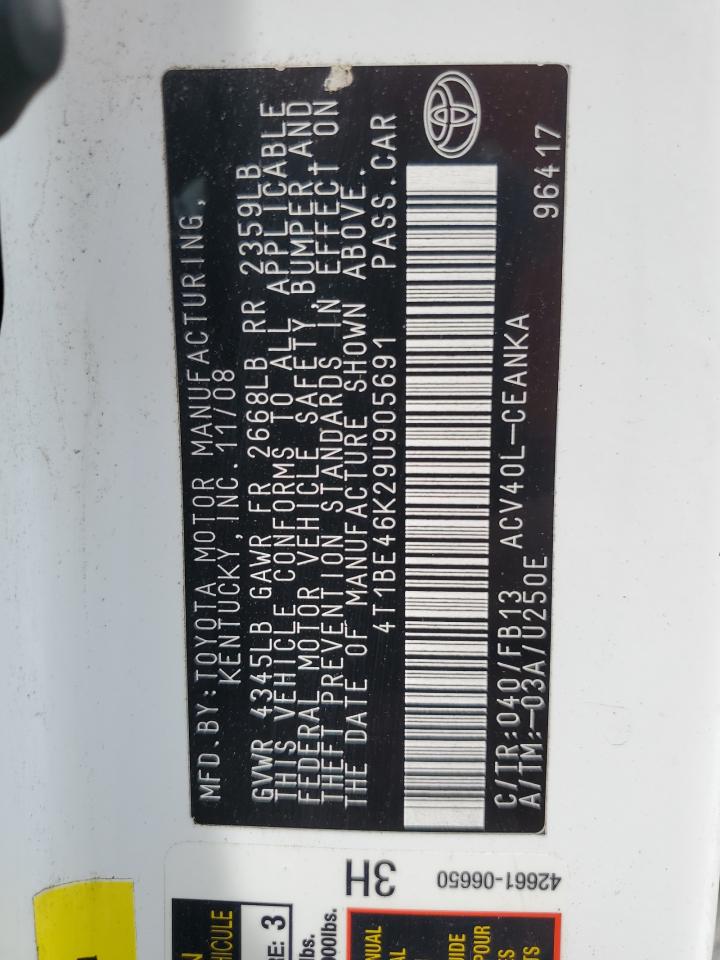 MFD. BY: TOYOTA MOTOR MANUFACTURING,
KENTUCKY, INC. 11/08
GVWR 4345LB GAWR FR 2668LB RR 2359LB
THIS VEHICLE CONFORMS TO ALL APPLICABLE
FEDERAL MOTOR VEHICLE SAFETY, BUMPER, AND
THEFT PREVENTION STANDARDS IN EFFECT ON
THE DATE OF MANUFACTURE SHOWN ABOVE.
4T1BE46K29U905691 PASS. CAR
C/TR: 040/FB13 ACV40L-CEANKA
A/TM: -03A/U250E 96417
3H
42661-06650
3
lbs.